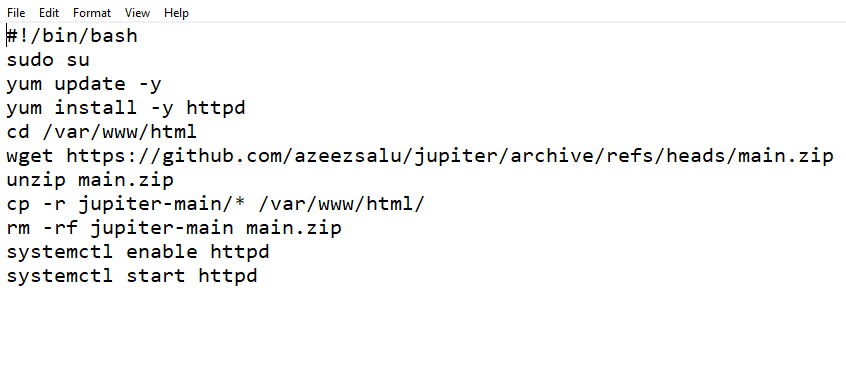 File Edit Format View Help
#!/bin/bash
sudo su
yum update -y
yum install -y httpd
cd /var/www/html
wget https://github.com/azeezsalu/jupiter/archive/refs/heads/main.zip
unzip main.zip
cp -r jupiter-main/* /var/www/html/
rm -rf jupiter-main main.zip
systemctl enable httpd
systemctl start httpd